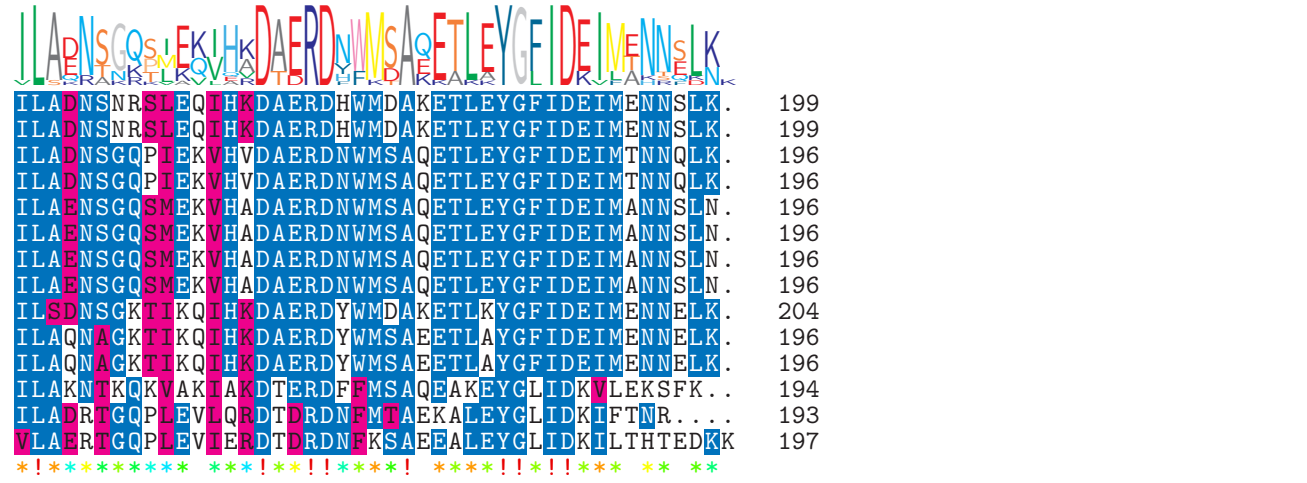 ILADNSNRSLEQIHKDAERDHWMDAKETLEYGFIDEIMENNSLK. 199
ILADNSNRSLEQIHKDAERDHWMDAKETLEYGFIDEIMENNSLK. 199
ILADNSGQPIEKVHVDAERDNWMSAQETLEYGFIDEIMTNNQLK. 196
ILADNSGQPIEKVHVDAERDNWMSAQETLEYGFIDEIMTNNQLK. 196
ILAENSGQSMEKVHADAERDNWMSAQETLEYGFIDEIMANNSLN. 196
ILAENSGQSMEKVHADAERDNWMSAQETLEYGFIDEIMANNSLN. 196
ILAENSGQSMEKVHADAERDNWMSAQETLEYGFIDEIMANNSLN. 196
ILAENSGQSMEKVHADAERDNWMSAQETLEYGFIDEIMANNSLN. 196
ILSDNSGKTIKQIHKDAERDYWMDAKETLKYGFIDEIMENNELK. 204
ILAQNAGKTIKQIHKDAERDYWMSAEETLAYGFIDEIMENNELK. 196
ILAQNAGKTIKQIHKDAERDYWMSAEETLAYGFIDEIMENNELK. 196
ILAKNTKQKVAKIAKDTERDFFMSAQEAKEYGLIDKVLEKSFK.. 194
ILADRTGQPLEVLQRDTDRDNFMTAEKALEYGLIDKIFTNR.... 193
VLAERTGQPLEVIERDTDRDNFKSAEEALEYGLIDKILTHTEDKK 197
*!********* ***!**!!****! ****!!*!!*** ** **